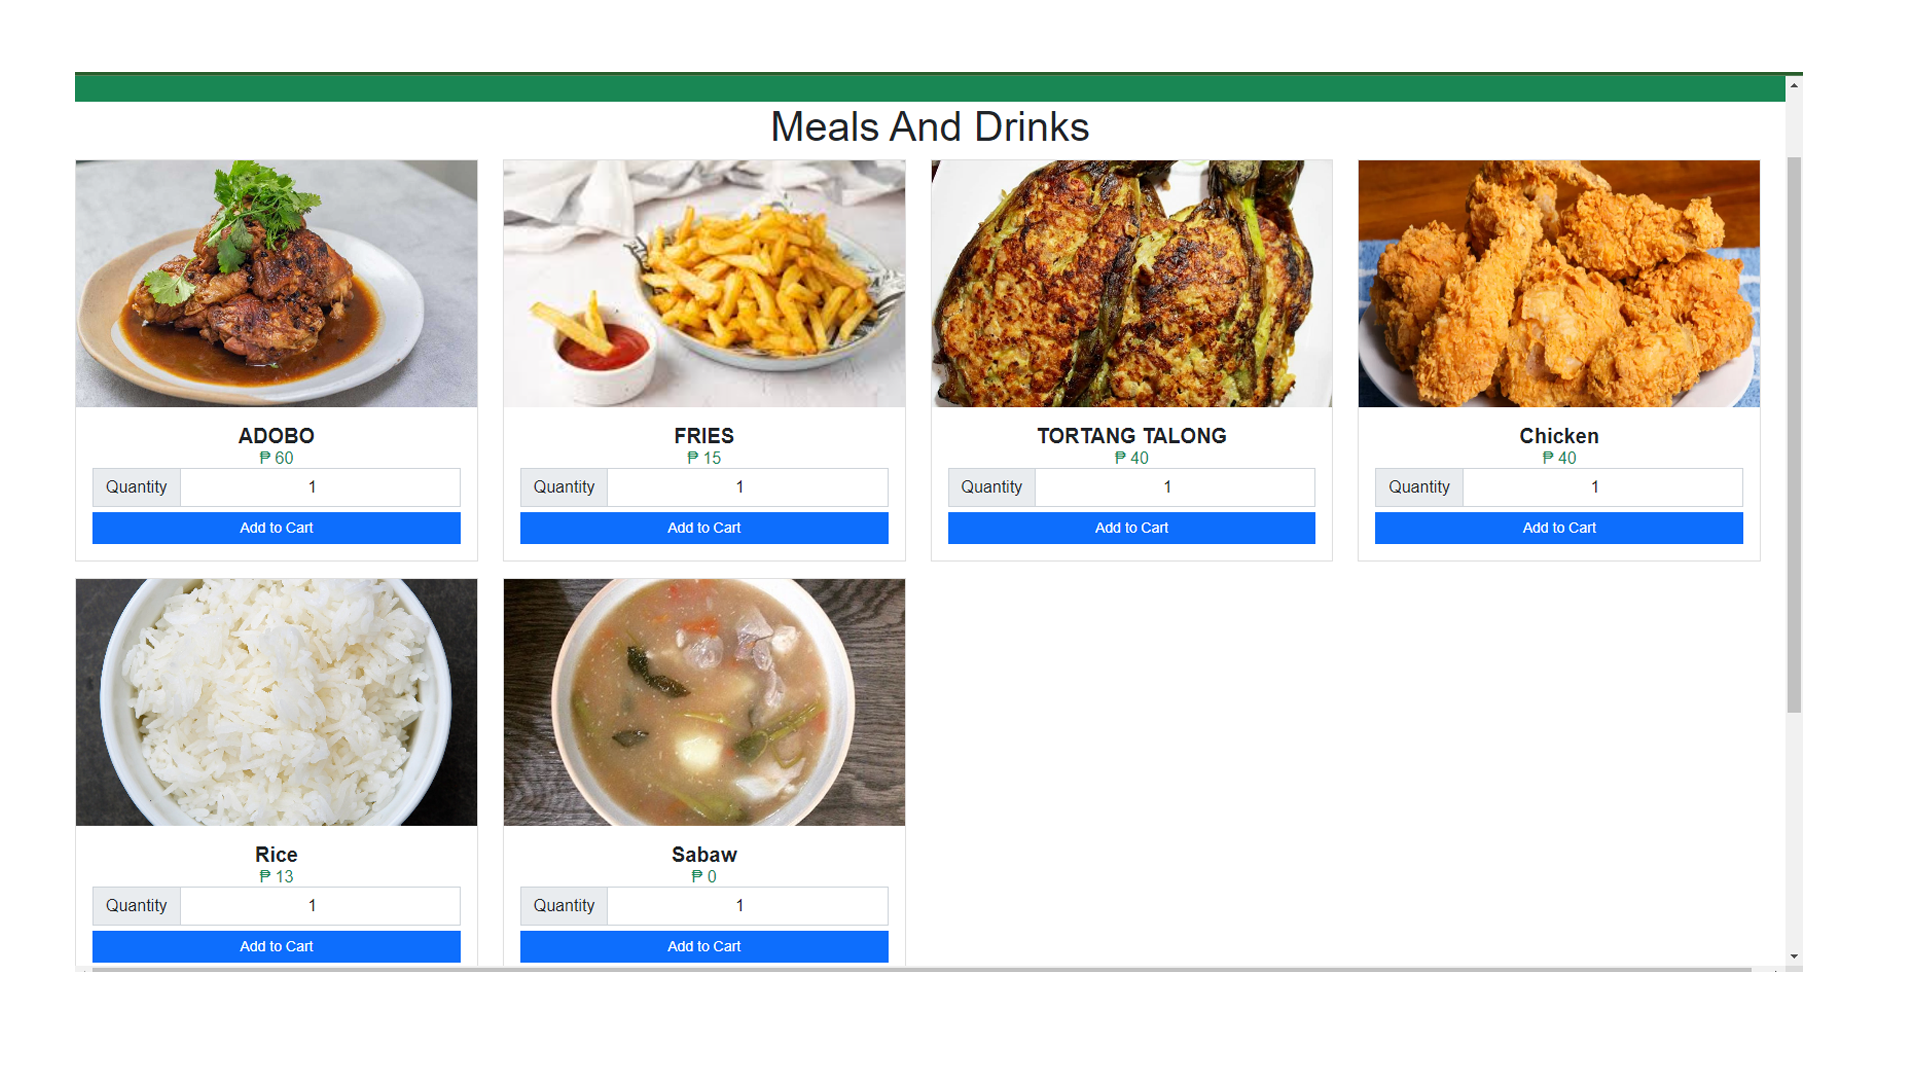 Meals And Drinks
ADOBO
₱ 60
Quantity 1
Add to Cart
FRIES
₱ 15
Quantity 1
Add to Cart
TORTANG TALONG
₱ 40
Quantity 1
Add to Cart
Chicken
₱ 40
Quantity 1
Add to Cart
Rice
₱ 13
Quantity 1
Add to Cart
Sabaw
₱ 0
Quantity 1
Add to Cart